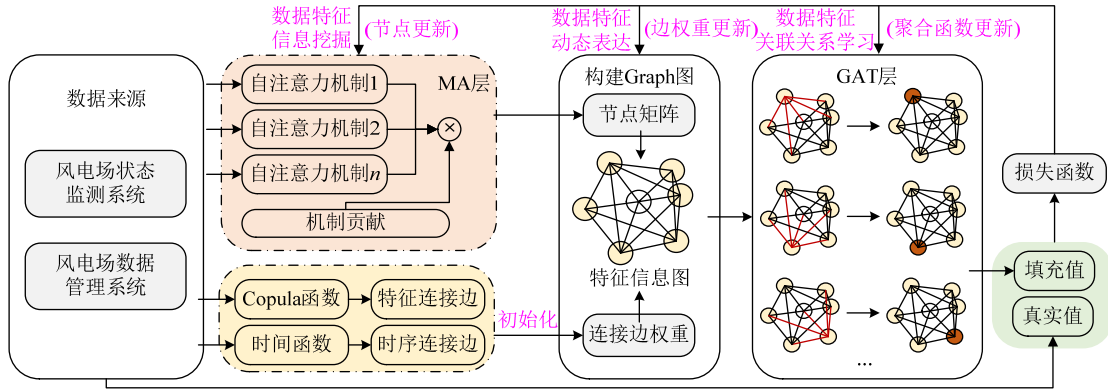 数据特征
信息挖掘
(节点更新)
数据特征
动态表达
(边权重更新)
数据特征
关联关系学习
(聚合函数更新)
数据来源
风电场状态
监测系统
风电场数据
管理系统
MA层
自注意力机制1
自注意力机制2
自注意力机制n
机制贡献
Copula函数
特征连接边
时间函数
时序连接边
初始化
构建Graph图
节点矩阵
特征信息图
连接边权重
GAT层
...
损失函数
填充值
真实值